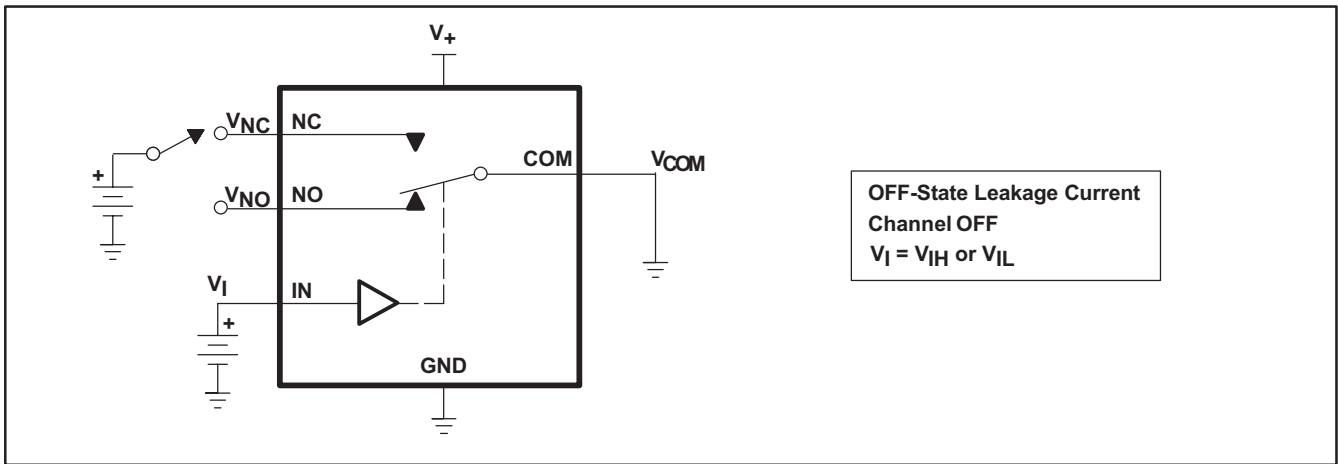 V+
VNC NC
+
COM VCOM
VNO NO
VI IN
+
GND
OFF-State Leakage Current
Channel OFF
VI = VIH or VIL